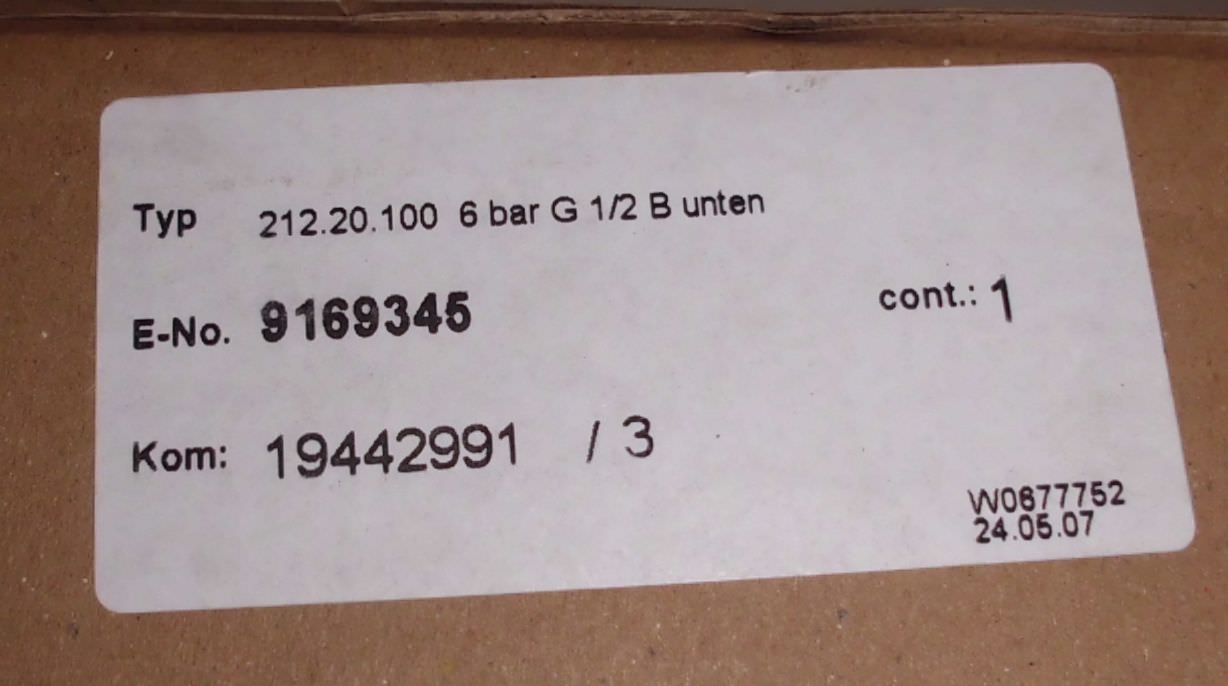 Typ 212.20.100 6 bar G 1/2 B unten
E-No. 9169345 cont.: 1
Kom: 19442991 / 3
W0677752
24.05.07